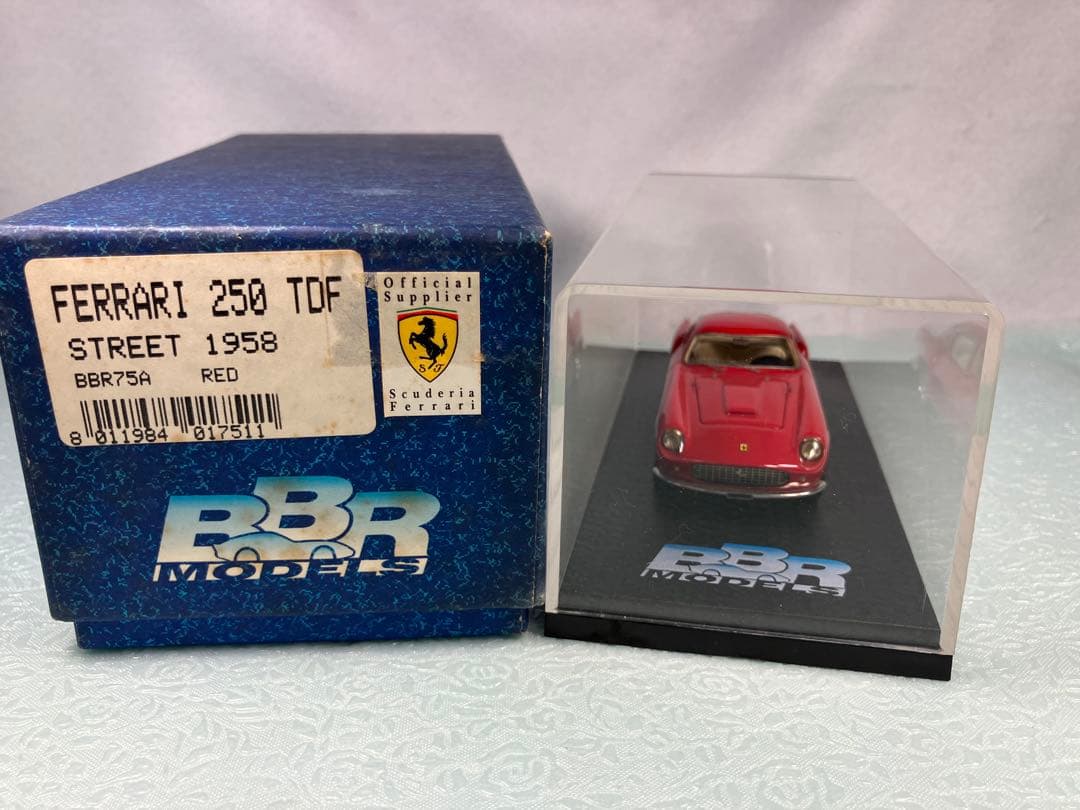 FERRARI 250 TDF
STREET 1958
BBR75A RED
8 011984 017511
Official
Supplier
S F
Scuderia
Ferrari
BBR
MODELS
BBR
MODELS